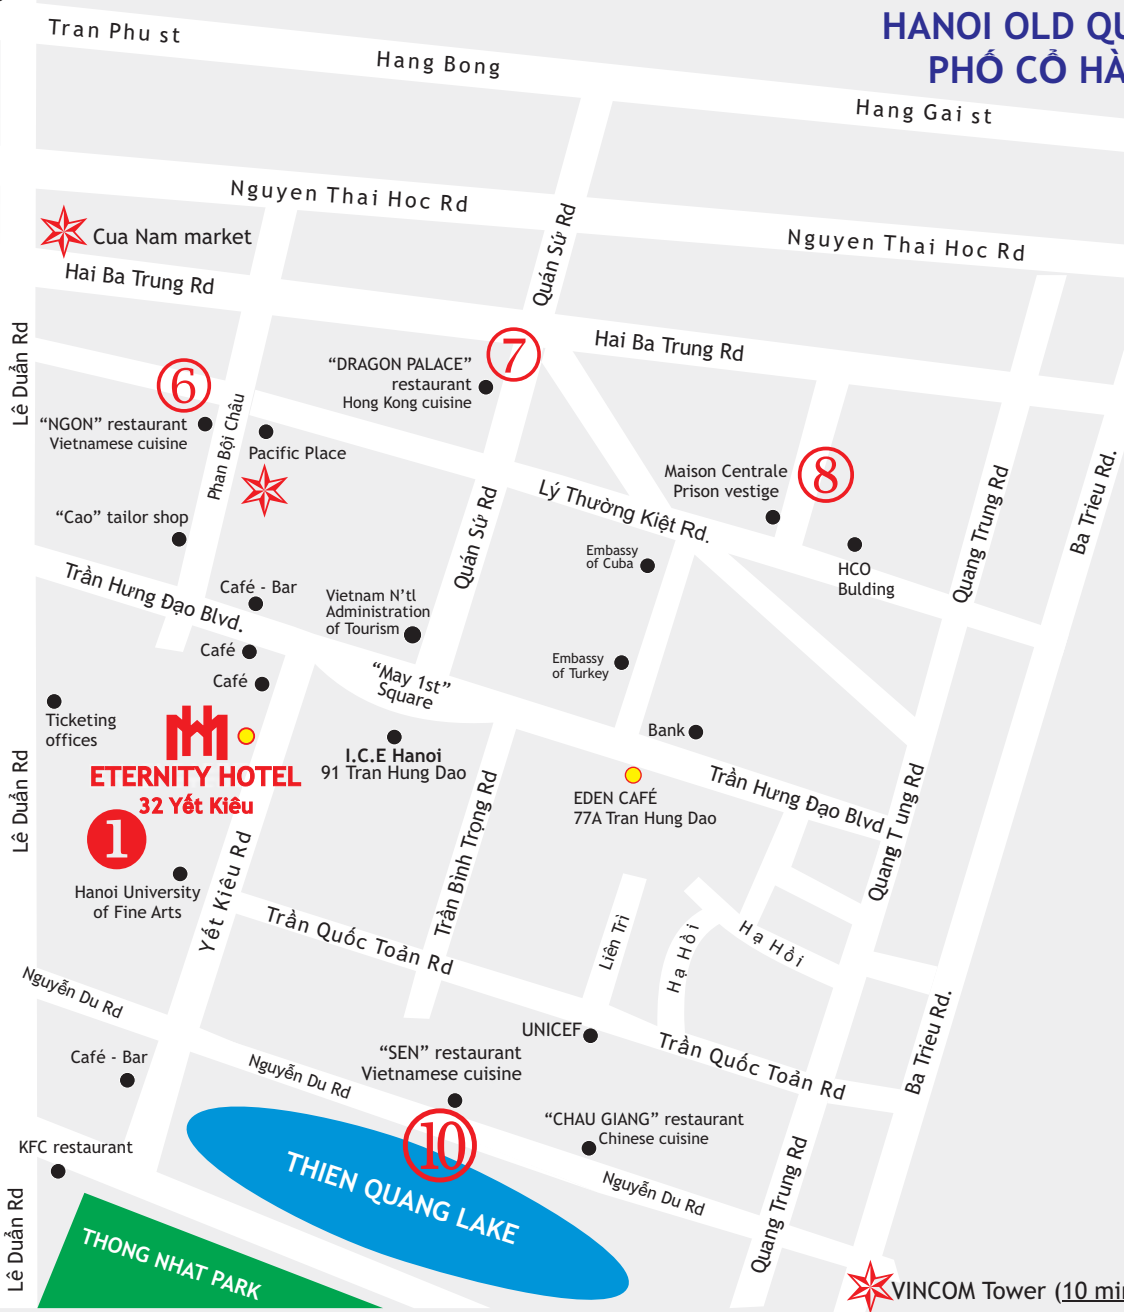 Tran Phu st
Hang Bong
HANOI OLD QU
PHỐ CỔ HÀ
Hang Gai st
Nguyen Thai Hoc Rd
Quán Sứ Rd
Nguyen Thai Hoc Rd
Cua Nam market
Hai Ba Trung Rd
Hai Ba Trung Rd
Lê Duẩn Rd
6
7
"DRAGON PALACE"
restaurant
Hong Kong cuisine
"NGON" restaurant
Vietnamese cuisine
Phan Bội Châu
Pacific Place
Maison Centrale
Prison vestige
8
Lý Thường Kiệt Rd.
Quang Trung Rd
Ba Trieu Rd.
"Cao" tailor shop
Quán Sứ Rd
Embassy
of Cuba
HCO
Bulding
Trần Hưng Đạo Blvd.
Café - Bar
Vietnam N'tl
Administration
of Tourism
Café
Café
"May 1st"
Square
Embassy
of Turkey
Ticketing
offices
Bank
ETERNITY HOTEL
32 Yết Kiêu
I.C.E Hanoi
91 Tran Hung Dao
Trần Hưng Đạo Blvd
EDEN CAFÉ
77A Tran Hung Dao
Lê Duẩn Rd
1
Trần Bình Trọng Rd
Quang T ung Rd
Hanoi University
of Fine Arts
Yết Kiêu Rd
Trần Quốc Toản Rd
Liên Trì
Hạ Hồi
Hạ Hồi
Nguyễn Du Rd
UNICEF
Trần Quốc Toản Rd
Ba Trieu Rd.
Café - Bar
Nguyễn Du Rd
"SEN" restaurant
Vietnamese cuisine
10
"CHAU GIANG" restaurant
Chinese cuisine
KFC restaurant
THIEN QUANG LAKE
Nguyễn Du Rd
Quang Trung Rd
Lê Duẩn Rd
THONG NHAT PARK
VINCOM Tower (10 min